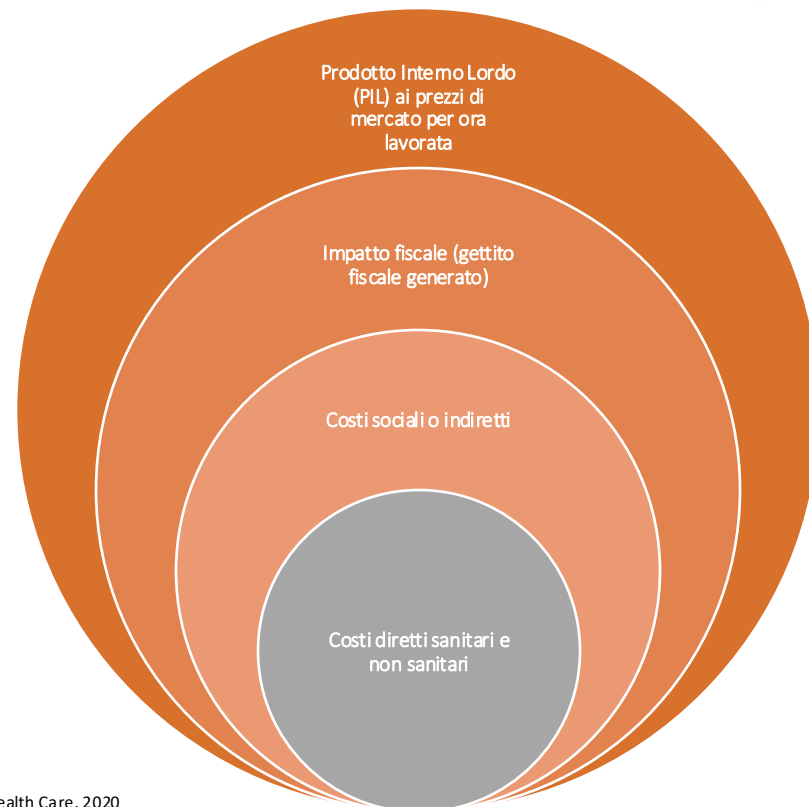 Prodotto Interno Lordo
(PIL) ai prezzi di
mercato per ora
lavorata
Impatto fiscale (gettito
fiscale generato)
Costi sociali o indiretti
Costi diretti sanitari e
non sanitari
ealth Care, 2020